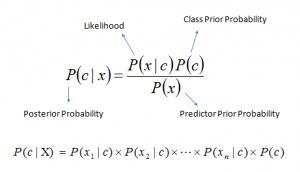 Likelihood
Class Prior Probability
P(c | x) = P(x | c)P(c) / P(x)
Posterior Probability
Predictor Prior Probability
P(c | X) = P(x₁ | c) × P(x₂ | c) × ⋯ × P(xₙ | c) × P(c)